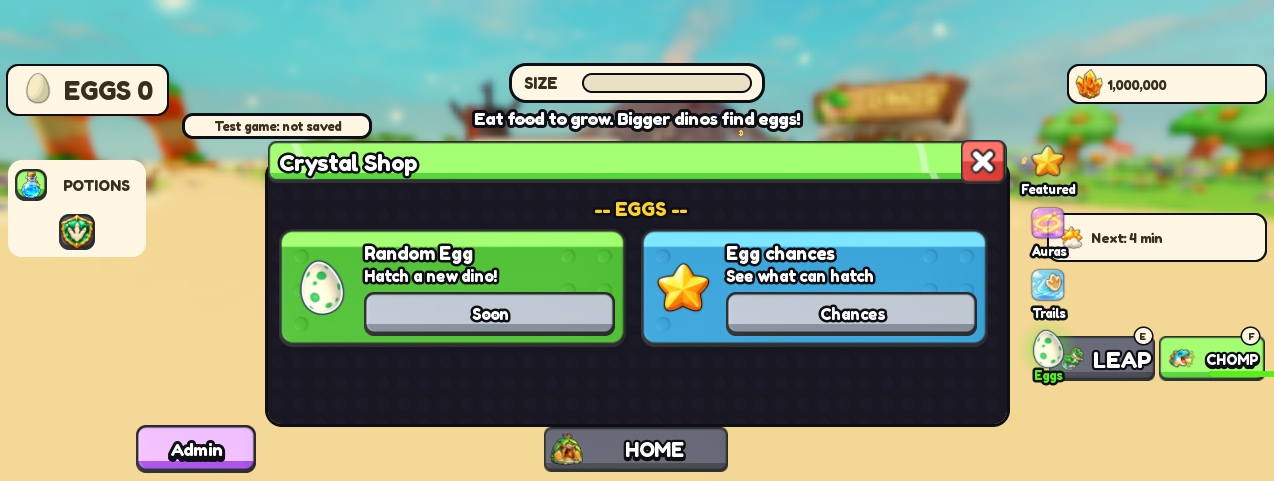 EGGS 0
SIZE
1,000,000
Test game: not saved
Eat food to grow. Bigger dinos find eggs!
Crystal Shop
POTIONS
Featured
-- EGGS --
Random Egg
Hatch a new dino!
Soon
Egg chances
See what can hatch
Chances
Next: 4 min
Auras
Trails
E
LEAP
F
CHOMP
Eggs
Admin
HOME